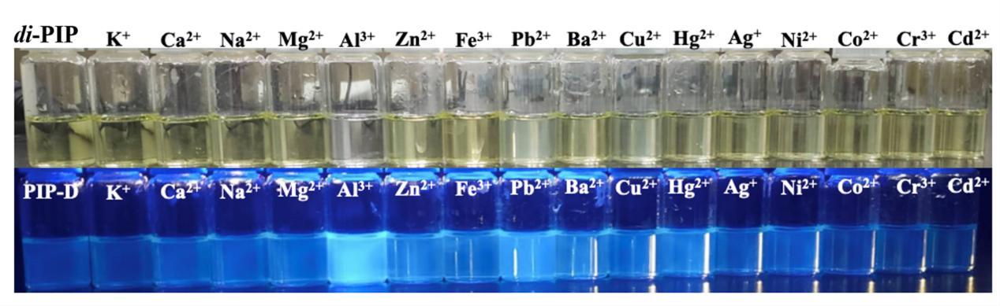 di-PIP K⁺ Ca²⁺ Na²⁺ Mg²⁺ Al³⁺ Zn²⁺ Fe³⁺ Pb²⁺ Ba²⁺ Cu²⁺ Hg²⁺ Ag⁺ Ni²⁺ Co²⁺ Cr³⁺ Cd²⁺
PIP-D K⁺ Ca²⁺ Na²⁺ Mg²⁺ Al³⁺ Zn²⁺ Fe³⁺ Pb²⁺ Ba²⁺ Cu²⁺ Hg²⁺ Ag⁺ Ni²⁺ Co²⁺ Cr³⁺ Cd²⁺